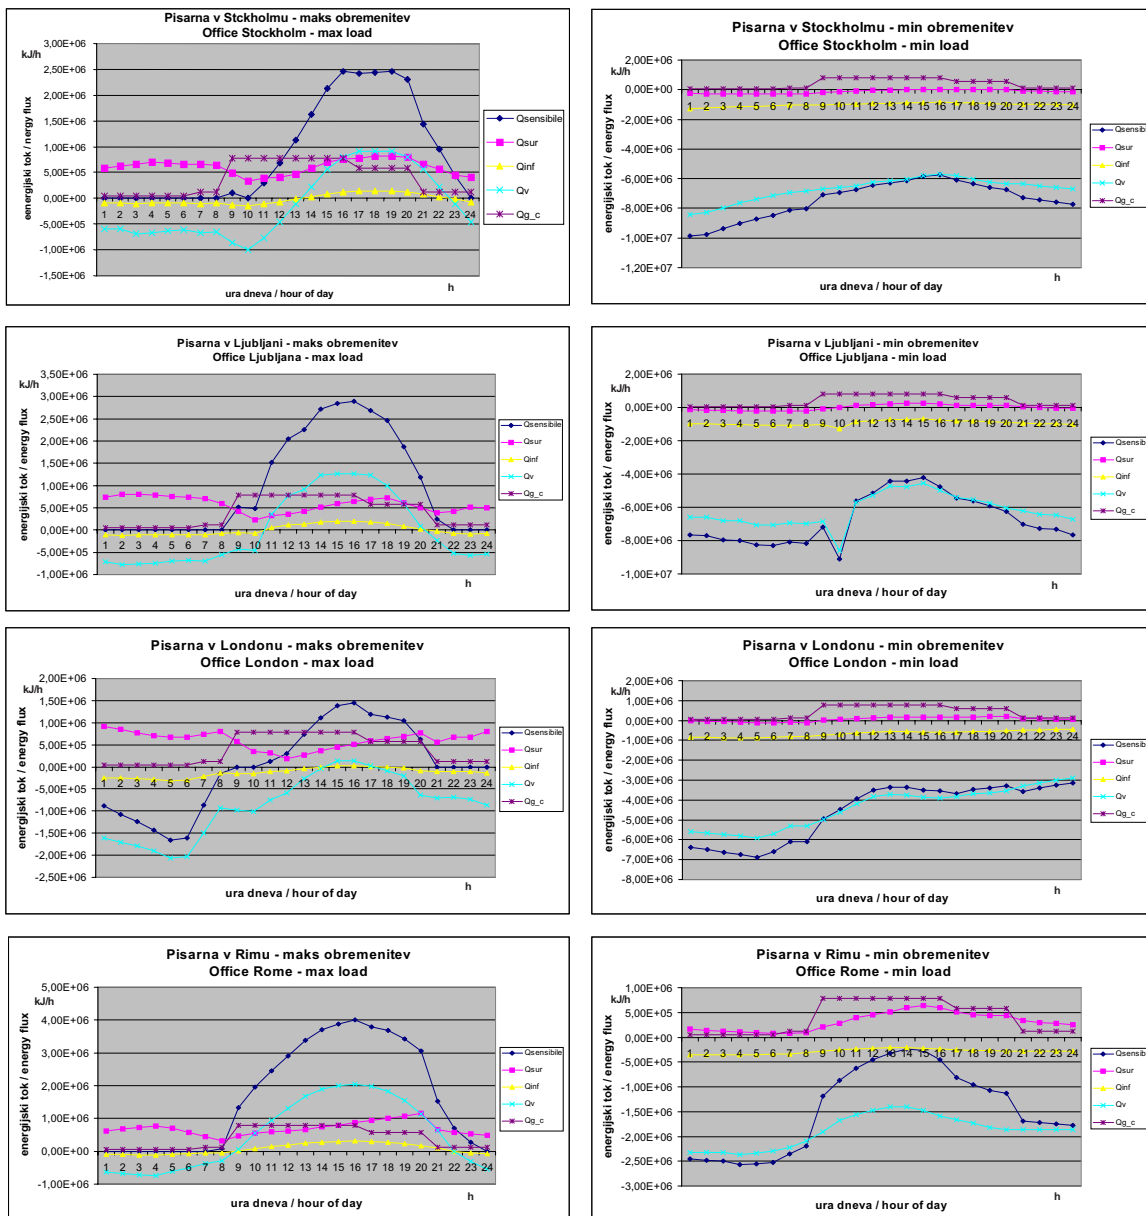 Pisarna v Stckholmu - maks obremenitev
Office Stockholm - max load
kJ/h
energijski tok / energy flux
3,00E+06
2,50E+06
2,00E+06
1,50E+06
1,00E+06
5,00E+05
0,00E+00
-5,00E+05
-1,00E+06
-1,50E+06
1 2 3 4 5 6 7 8 9 10 11 12 13 14 15 16 17 18 19 20 21 22 23 24
ura dneva / hour of day
h
Qsensibile
Qsur
Qinf
Qv
Qg_c
Pisarna v Stockholmu - min obremenitev
Office Stockholm - min load
kJ/h
energijski tok / energy flux
2,00E+06
0,00E+00
-2,00E+06
-4,00E+06
-6,00E+06
-8,00E+06
-1,00E+07
-1,20E+07
1 2 3 4 5 6 7 8 9 10 11 12 13 14 15 16 17 18 19 20 21 22 23 24
ura dneva / hour of day
h
Qsensibile
Qsur
Qinf
Qv
Qg_c
Pisarna v Ljubljani - maks obremenitev
Office Ljubljana - max load
kJ/h
energijski tok / energy flux
3,50E+06
3,00E+06
2,50E+06
2,00E+06
1,50E+06
1,00E+06
5,00E+05
0,00E+00
-5,00E+05
-1,00E+06
1 2 3 4 5 6 7 8 9 10 11 12 13 14 15 16 17 18 19 20 21 22 23 24
ura dneva / hour of day
h
Qsensibile
Qsur
Qinf
Qv
Qg_c
Pisarna v Ljubljani - min obremenitev
Office Ljubljana - min load
kJ/h
energijski tok / energy flux
2,00E+06
0,00E+00
-2,00E+06
-4,00E+06
-6,00E+06
-8,00E+06
-1,00E+07
1 2 3 4 5 6 7 8 9 10 11 12 13 14 15 16 17 18 19 20 21 22 23 24
ura dneva / hour of day
h
Qsensibile
Qsur
Qinf
Qv
Qg_c
Pisarna v Londonu - maks obremenitev
Office London - max load
kJ/h
energijski tok / energy flux
2,00E+06
1,50E+06
1,00E+06
5,00E+05
0,00E+00
-5,00E+05
-1,00E+06
-1,50E+06
-2,00E+06
-2,50E+06
1 2 3 4 5 6 7 8 9 10 11 12 13 14 15 16 17 18 19 20 21 22 23 24
ura dneva / hour of day
h
Qsensibile
Qsur
Qinf
Qv
Qg_c
Pisarna v Londonu - min obremenitev
Office London - min load
kJ/h
energijski tok / energy flux
2,00E+06
1,00E+06
0,00E+00
-1,00E+06
-2,00E+06
-3,00E+06
-4,00E+06
-5,00E+06
-6,00E+06
-7,00E+06
-8,00E+06
1 2 3 4 5 6 7 8 9 10 11 12 13 14 15 16 17 18 19 20 21 22 23 24
ura dneva / hour of day
h
Qsensibile
Qsur
Qinf
Qv
Qg_c
Pisarna v Rimu - maks obremenitev
Office Rome - max load
kJ/h
energijski tok / energy flux
5,00E+06
4,00E+06
3,00E+06
2,00E+06
1,00E+06
0,00E+00
-1,00E+06
1 2 3 4 5 6 7 8 9 10 11 12 13 14 15 16 17 18 19 20 21 22 23 24
ura dneva / hour of day
h
Qsensibile
Qsur
Qinf
Qv
Qg_c
Pisarna v Rimu - min obremenitev
Office Rome - min load
kJ/h
energijski tok / energy flux
1,00E+06
5,00E+05
0,00E+00
-5,00E+05
-1,00E+06
-1,50E+06
-2,00E+06
-2,50E+06
-3,00E+06
1 2 3 4 5 6 7 8 9 10 11 12 13 14 15 16 17 18 19 20 21 22 23 24
ura dneva / hour of day
h
Qsensibile
Qsur
Qinf
Qv
Qg_c